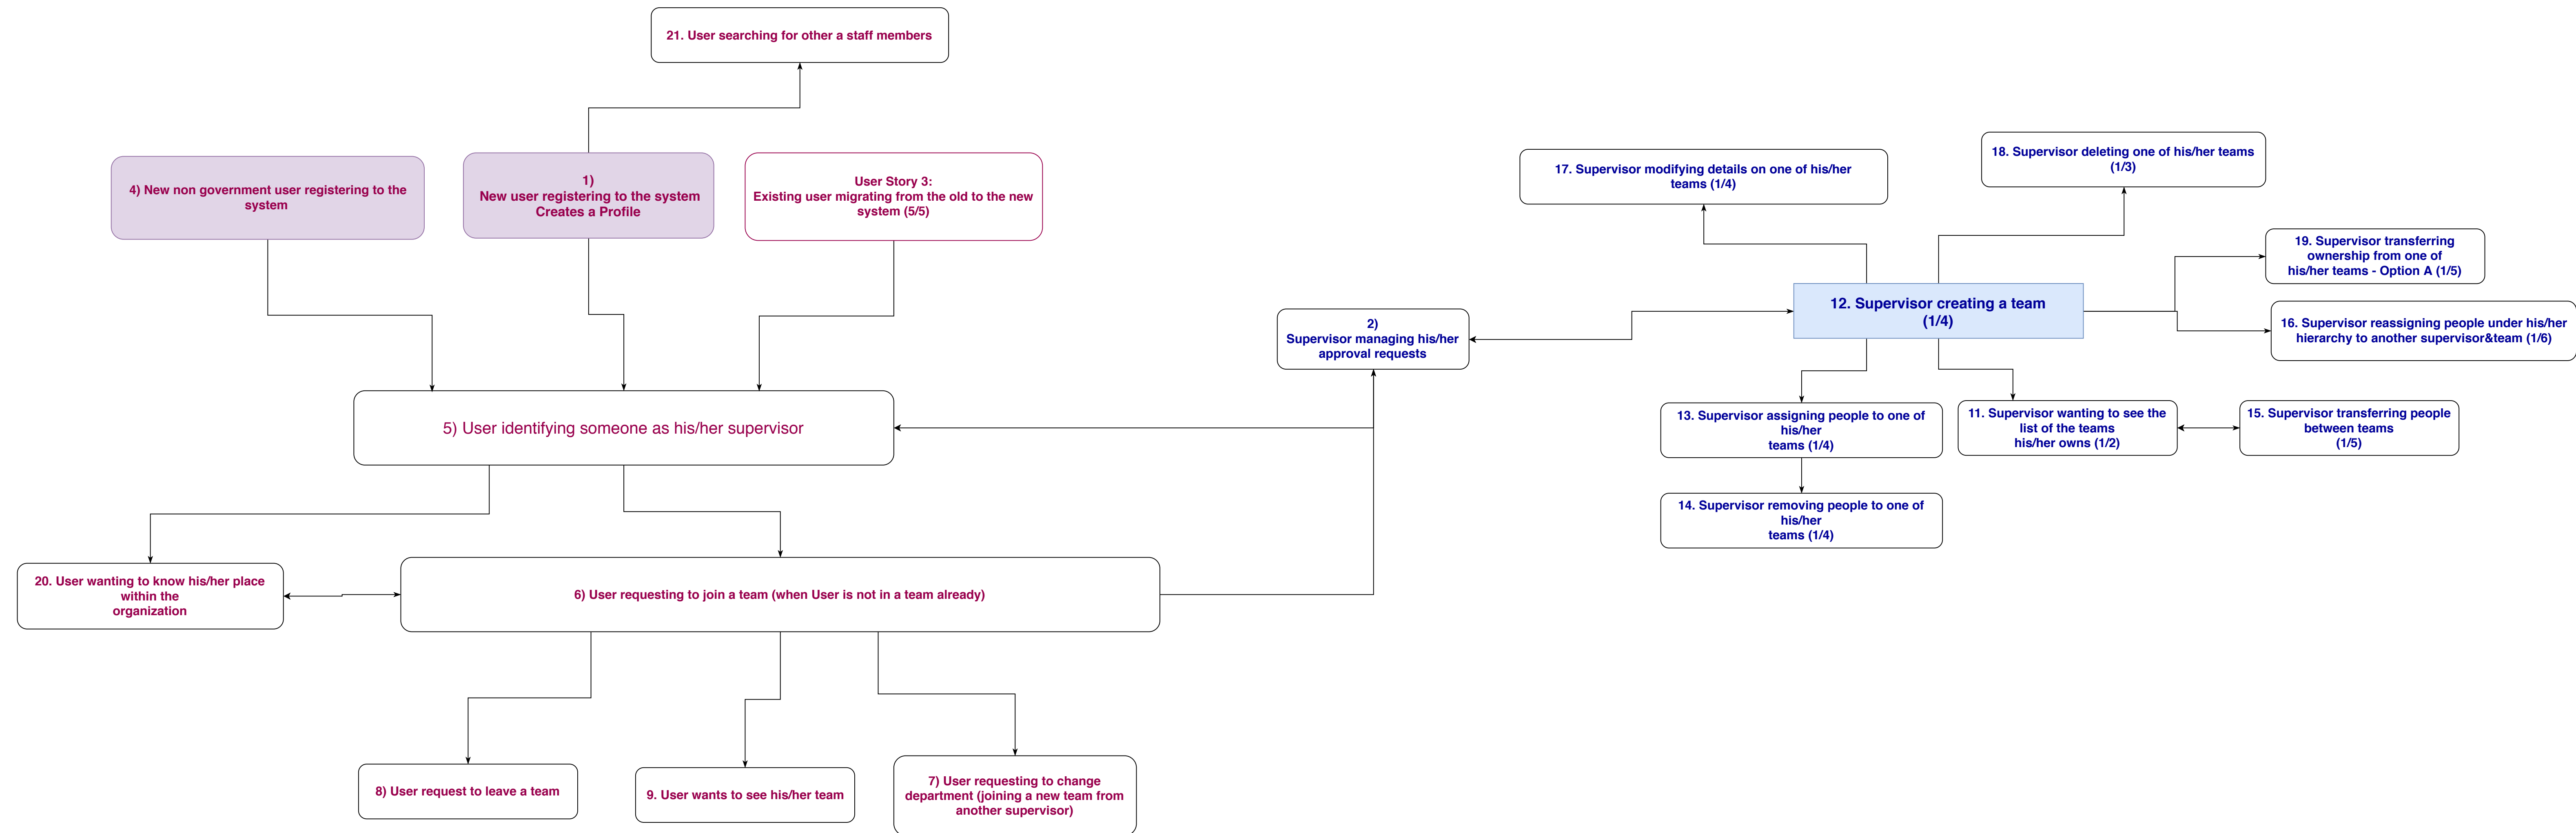 21. User searching for other a staff members
4) New non government user registering to the
system
1)
New user registering to the system
Creates a Profile
User Story 3:
Existing user migrating from the old to the new
system (5/5)
17. Supervisor modifying details on one of his/her
teams (1/4)
18. Supervisor deleting one of his/her teams
(1/3)
19. Supervisor transferring
ownership from one of
his/her teams - Option A (1/5)
12. Supervisor creating a team
(1/4)
16. Supervisor reassigning people under his/her
hierarchy to another supervisor&team (1/6)
2)
Supervisor managing his/her
approval requests
5) User identifying someone as his/her supervisor
13. Supervisor assigning people to one of
his/her
teams (1/4)
11. Supervisor wanting to see the
list of the teams
his/her owns (1/2)
15. Supervisor transferring people
between teams
(1/5)
14. Supervisor removing people to one of
his/her
teams (1/4)
20. User wanting to know his/her place
within the
organization
6) User requesting to join a team (when User is not in a team already)
8) User request to leave a team
9. User wants to see his/her team
7) User requesting to change
department (joining a new team from
another supervisor)